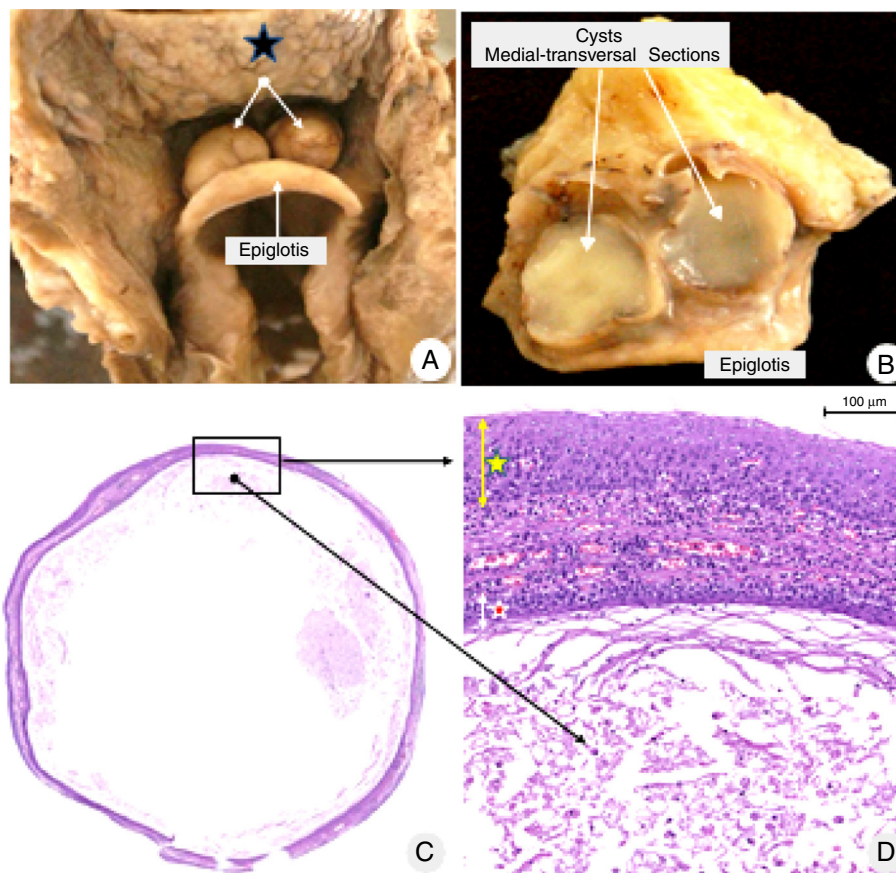 Epiglotis
A
Cysts
Medial-transversal Sections
Epiglotis
B
C
100 µm
D